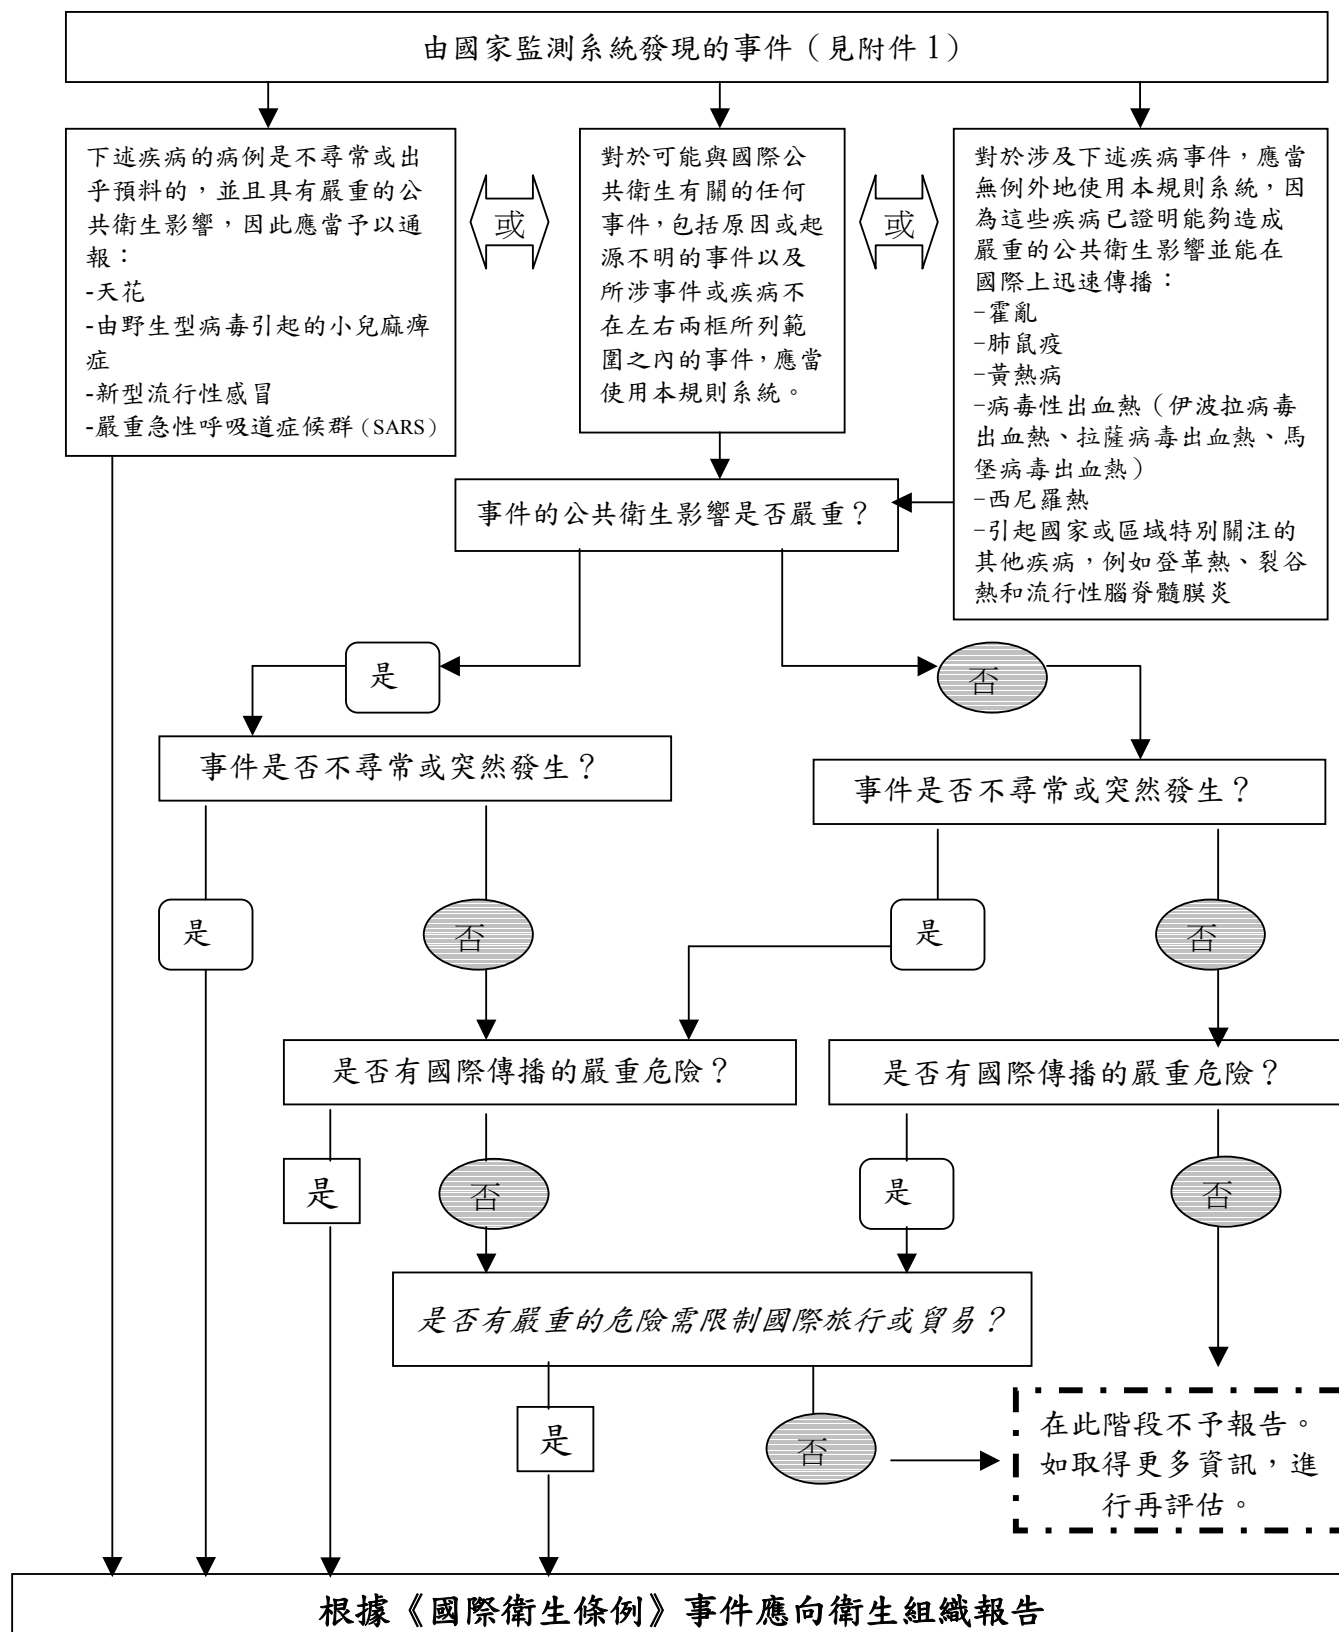 由國家監測系統發現的事件（見附件 1）
下述疾病的病例是不尋常或出
乎預料的，並且具有嚴重的公
共衛生影響，因此應當予以通
報：
-天花
-由野生型病毒引起的小兒麻痺
症
-新型流行性感冒
-嚴重急性呼吸道症候群（SARS）
或
對於可能與國際公
共衛生有關的任何
事件，包括原因或起
源不明的事件以及
所涉事件或疾病不
在左右兩框所列範
圍之內的事件，應當
使用本規則系統。
或
對於涉及下述疾病事件，應當
無例外地使用本規則系統，因
為這些疾病已證明能夠造成
嚴重的公共衛生影響並能在
國際上迅速傳播：
-霍亂
-肺鼠疫
-黃熱病
-病毒性出血熱（伊波拉病毒
出血熱、拉薩病毒出血熱、馬
堡病毒出血熱）
-西尼羅熱
-引起國家或區域特別關注的
其他疾病，例如登革熱、裂谷
熱和流行性腦脊髓膜炎
事件的公共衛生影響是否嚴重？
是
否
事件是否不尋常或突然發生？
事件是否不尋常或突然發生？
是
否
是
否
是否有國際傳播的嚴重危險？
是否有國際傳播的嚴重危險？
是
否
是
否
是否有嚴重的危險需限制國際旅行或貿易？
是
否
在此階段不予報告。
如取得更多資訊，進
行再評估。
根據《國際衛生條例》事件應向衛生組織報告